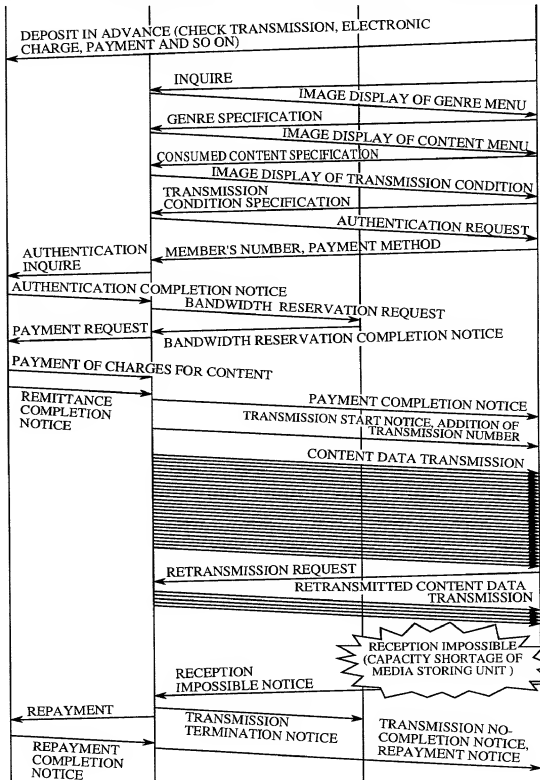 DEPOSIT IN ADVANCE (CHECK TRANSMISSION, ELECTRONIC
CHARGE, PAYMENT AND SO ON)
INQUIRE
IMAGE DISPLAY OF GENRE MENU
GENRE SPECIFICATION
IMAGE DISPLAY OF CONTENT MENU
CONSUMED CONTENT SPECIFICATION
IMAGE DISPLAY OF TRANSMISSION CONDITION
TRANSMISSION
CONDITION SPECIFICATION
AUTHENTICATION REQUEST
MEMBER'S NUMBER, PAYMENT METHOD
AUTHENTICATION
INQUIRE
AUTHENTICATION COMPLETION NOTICE
BANDWIDTH RESERVATION REQUEST
PAYMENT REQUEST
BANDWIDTH RESERVATION COMPLETION NOTICE
PAYMENT OF CHARGES FOR CONTENT
REMITTANCE
COMPLETION
NOTICE
PAYMENT COMPLETION NOTICE
TRANSMISSION START NOTICE, ADDITION OF
TRANSMISSION NUMBER
CONTENT DATA TRANSMISSION
RETRANSMISSION REQUEST
RETRANSMITTED CONTENT DATA
TRANSMISSION
RECEPTION IMPOSSIBLE
(CAPACITY SHORTAGE OF
MEDIA STORING UNIT )
RECEPTION
IMPOSSIBLE NOTICE
REPAYMENT
TRANSMISSION
TERMINATION NOTICE
TRANSMISSION NO-
COMPLETION NOTICE,
REPAYMENT NOTICE
REPAYMENT
COMPLETION
NOTICE